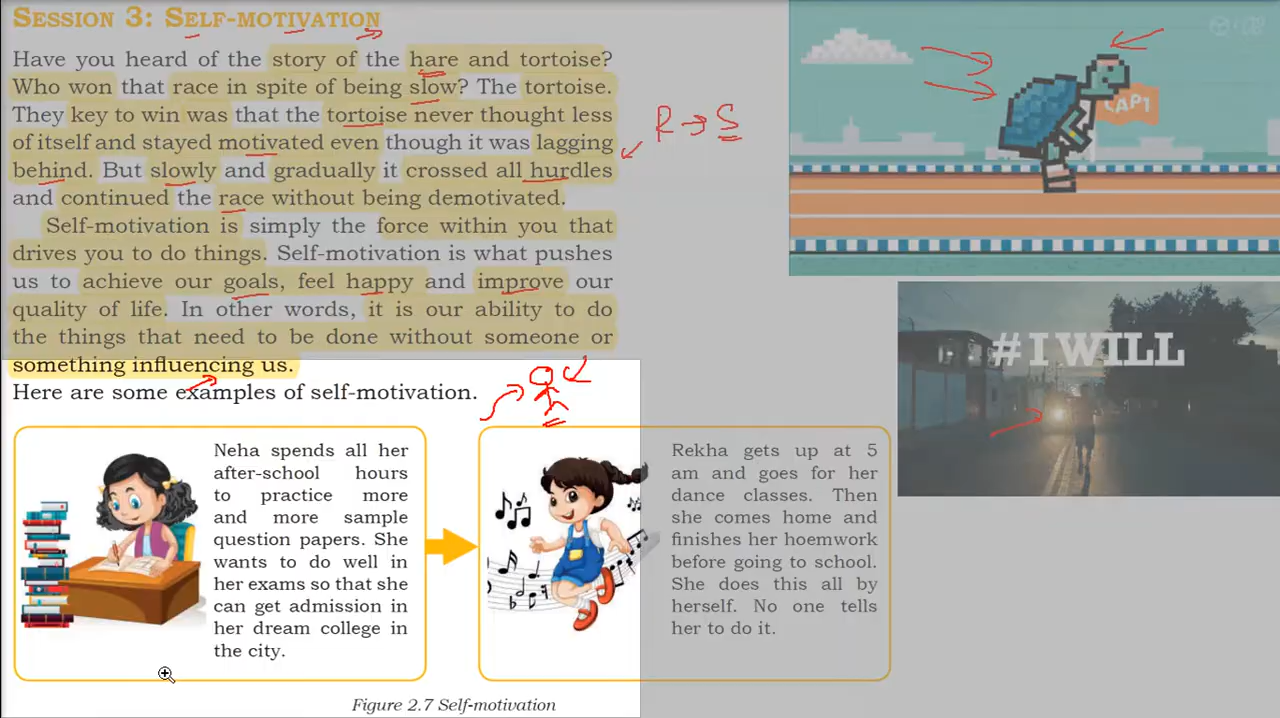 SESSION 3: SELF-MOTIVATION
Have you heard of the story of the hare and tortoise?
Who won that race in spite of being slow? The tortoise.
They key to win was that the tortoise never thought less
of itself and stayed motivated even though it was lagging
behind. But slowly and gradually it crossed all hurdles
and continued the race without being demotivated.
Self-motivation is simply the force within you that
drives you to do things. Self-motivation is what pushes
us to achieve our goals, feel happy and improve our
quality of life. In other words, it is our ability to do
the things that need to be done without someone or
something influencing us.
Here are some examples of self-motivation.
R → S
LAP1
# I WILL
Neha spends all her
after-school hours
to practice more
and more sample
question papers. She
wants to do well in
her exams so that she
can get admission in
her dream college in
the city.
Rekha gets up at 5
am and goes for her
dance classes. Then
she comes home and
finishes her hoemwork
before going to school.
She does this all by
herself. No one tells
her to do it.
Figure 2.7 Self-motivation